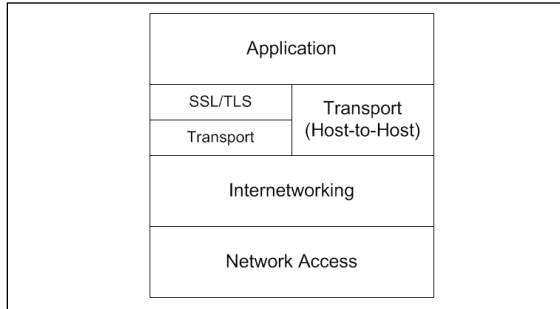 Application
SSL/TLS
Transport
Transport
(Host-to-Host)
Internetworking
Network Access